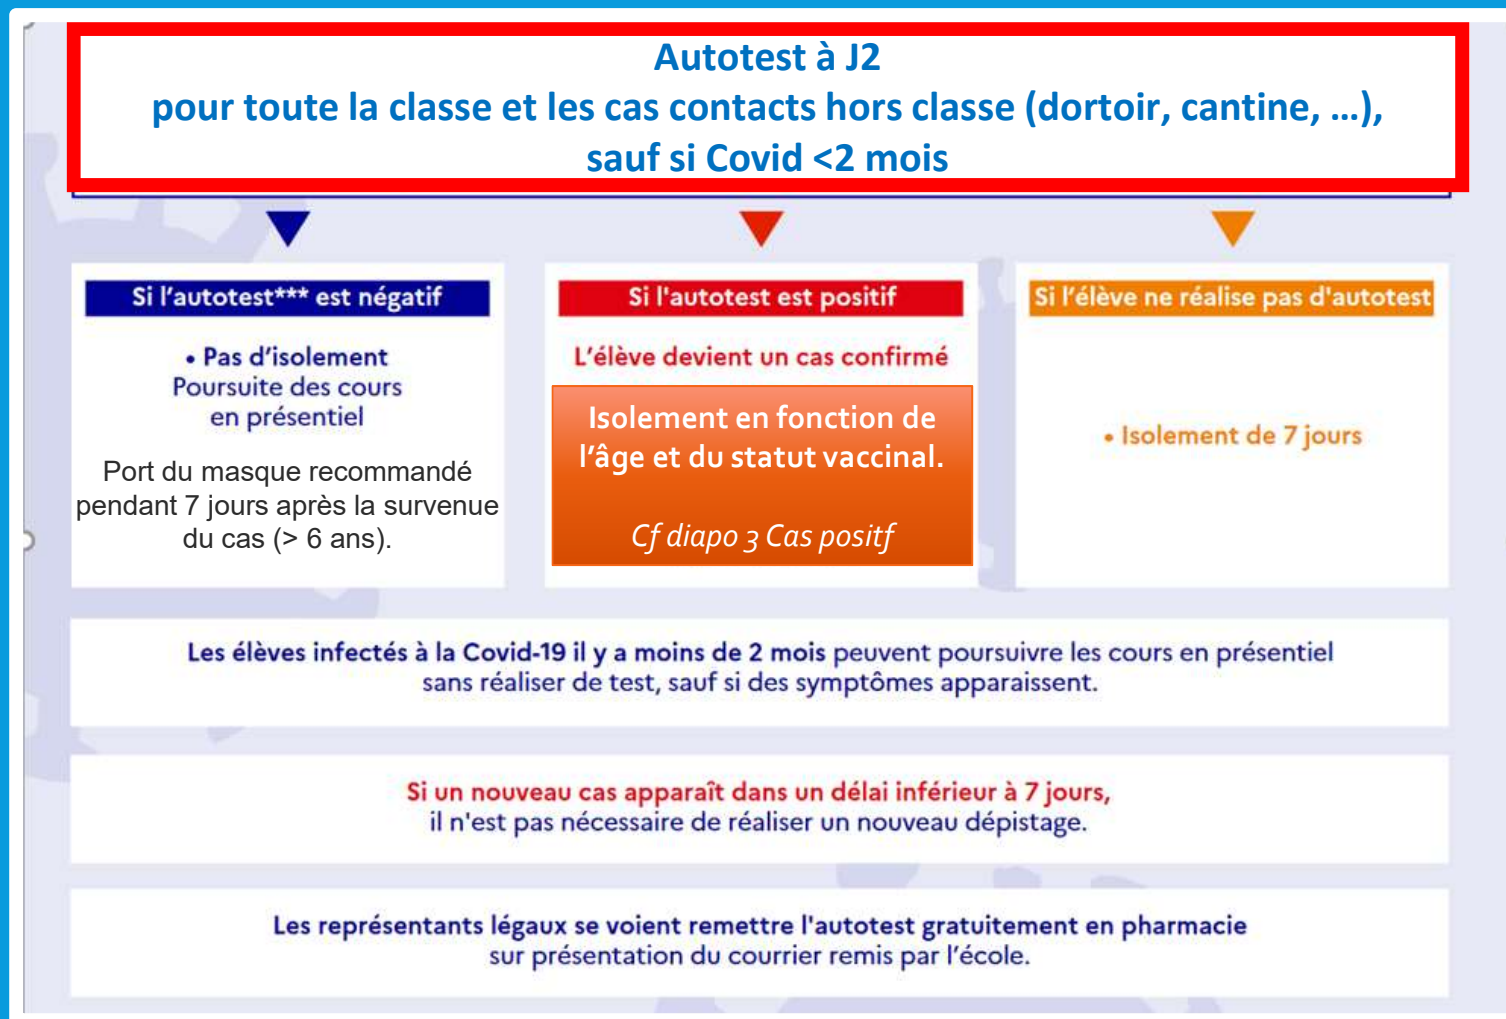 Autotest à J2
pour toute la classe et les cas contacts hors classe (dortoir, cantine, ...),
sauf si Covid <2 mois
Si l'autotest*** est négatif
• Pas d'isolement
Poursuite des cours
en présentiel
Port du masque recommandé
pendant 7 jours après la survenue
du cas (> 6 ans).
Si l'autotest est positif
L'élève devient un cas confirmé
Isolement en fonction de
l'âge et du statut vaccinal.
Cf diapo 3 Cas positf
Si l'élève ne réalise pas d'autotest
• Isolement de 7 jours
Les élèves infectés à la Covid-19 il y a moins de 2 mois peuvent poursuivre les cours en présentiel
sans réaliser de test, sauf si des symptômes apparaissent.
Si un nouveau cas apparaît dans un délai inférieur à 7 jours,
il n'est pas nécessaire de réaliser un nouveau dépistage.
Les représentants légaux se voient remettre l'autotest gratuitement en pharmacie
sur présentation du courrier remis par l'école.